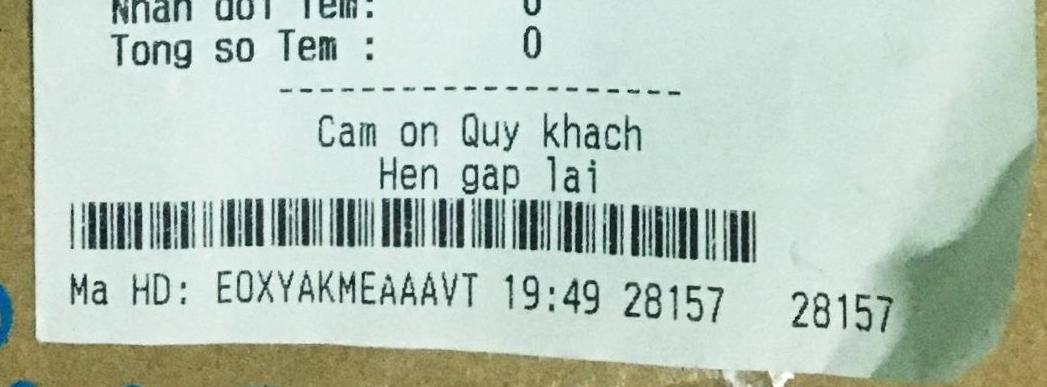 Nhan doi Tem: 0
Tong so Tem : 0
--------------------
Cam on Quy khach
Hen gap lai
Ma HD: EOXYAKMEAAAVT 19:49 28157 28157